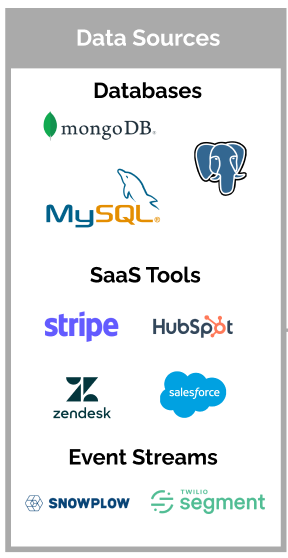 Data Sources
Databases
mongoDB®
MySQL®
SaaS Tools
stripe
HubSpot
zendesk
salesforce
Event Streams
SNOWPLOW
TWILIO
segment